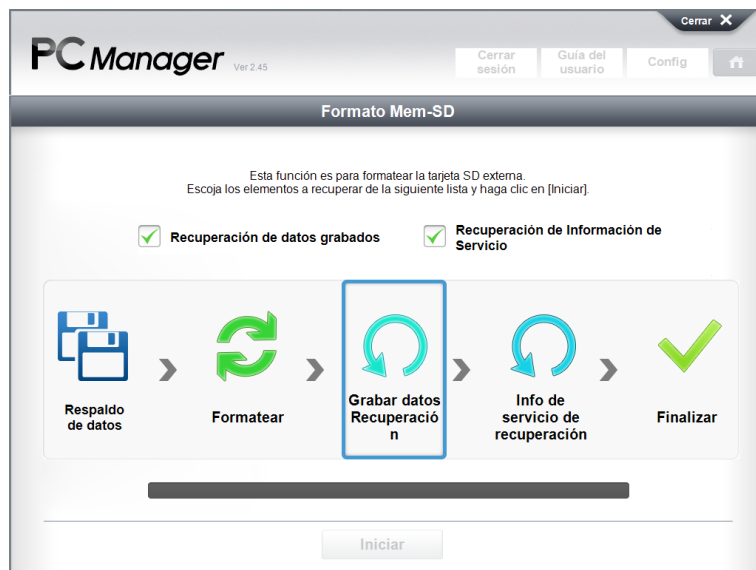 Cerrar
PC Manager Ver 2.45
Cerrar sesión
Guía del usuario
Config
Formato Mem-SD
Esta función es para formatear la tarjeta SD externa.
Escoja los elementos a recuperar de la siguiente lista y haga clic en [Iniciar].
Recuperación de datos grabados
Recuperación de Información de
Servicio
Respaldo
de datos
Formatear
Grabar datos
Recuperació
n
Info de
servicio de
recuperación
Finalizar
Iniciar